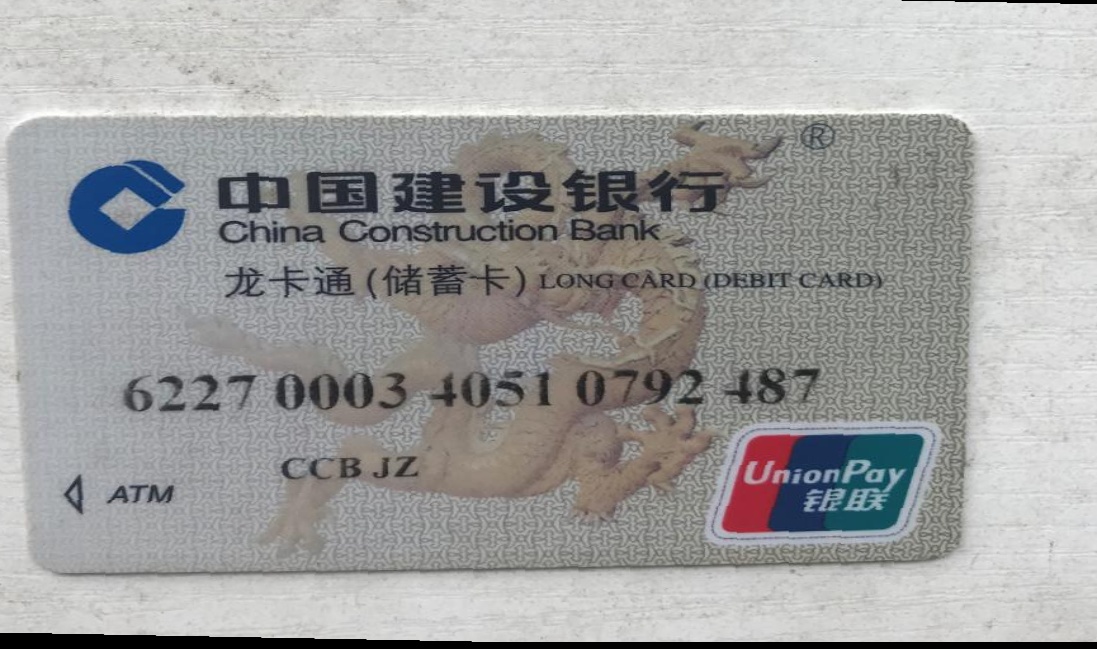 ®
中国建设银行
China Construction Bank
龙卡通(储蓄卡) LONG CARD (DEBIT CARD)
6227 0003 4051 0792 487
CCB JZ
ATM
UnionPay
银联